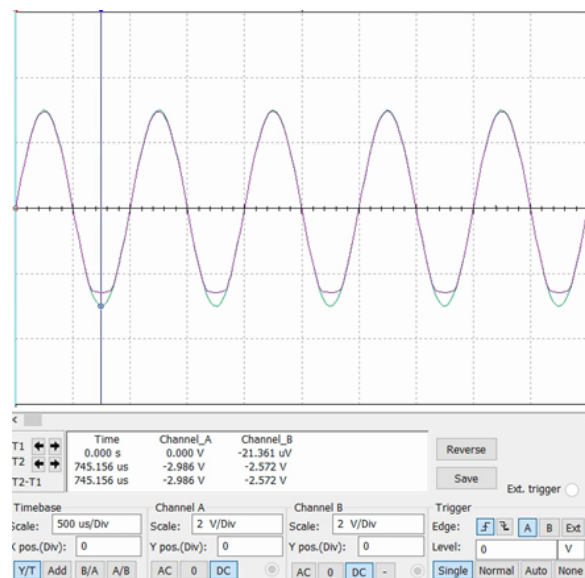 <
T1
T2
T2-T1
Time Channel_A Channel_B
0.000 s 0.000 V -21.361 uV
745.156 us -2.986 V -2.572 V
745.156 us -2.986 V -2.572 V
Reverse
Save
Ext. trigger
Timebase
Scale: 500 us/Div
X pos.(Div): 0
Y/T Add B/A A/B
Channel A
Scale: 2 V/Div
Y pos.(Div): 0
AC 0 DC
Channel B
Scale: 2 V/Div
Y pos.(Div): 0
AC 0 DC -
Trigger
Edge: A B Ext
Level: 0 V
Single Normal Auto None